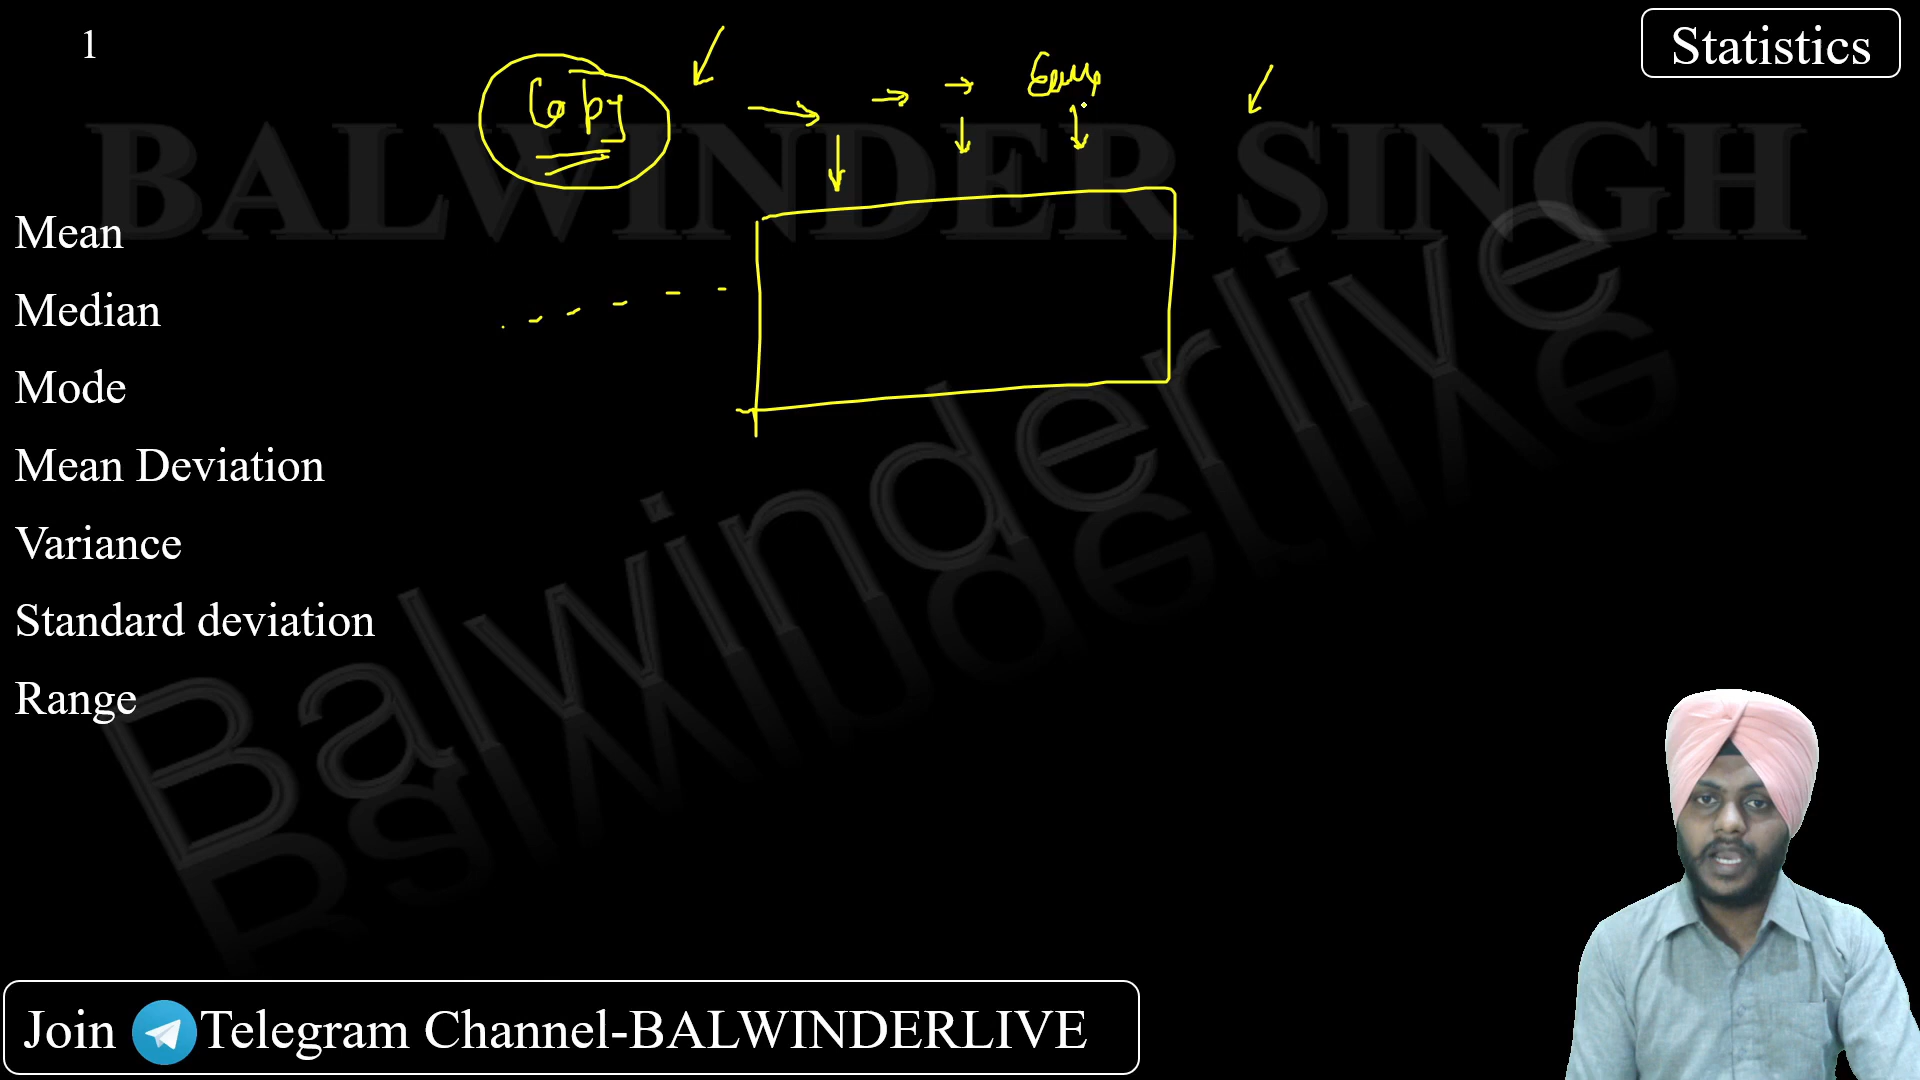 1
Statistics
Copy
BALWINDER SINGH
Mean
Median
Mode
Mean Deviation
Variance
Standard deviation
Range
Balwinderlive
Join Telegram Channel-BALWINDERLIVE